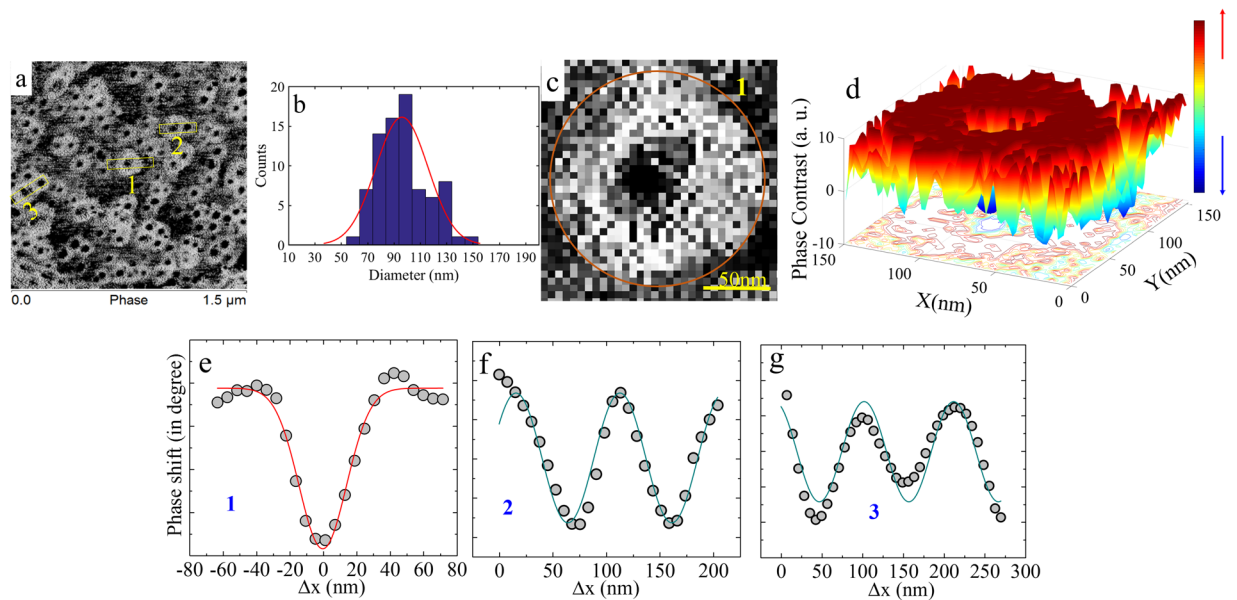 a
1
2
3
0.0 Phase 1.5 μm
b
Counts
20
15
10
5
0
10 30 50 70 90 110 130 150 170 190
Diameter (nm)
c
1
50nm
d
Phase Contrast (a. u.)
10
0
-10
150
100
50
0
X(nm)
0
50
100
150
Y(nm)
Phase shift (in degree)
e
1
-80 -60 -40 -20 0 20 40 60 80
Δx (nm)
f
2
0 50 100 150 200
Δx (nm)
g
3
0 50 100 150 200 250 300
Δx (nm)